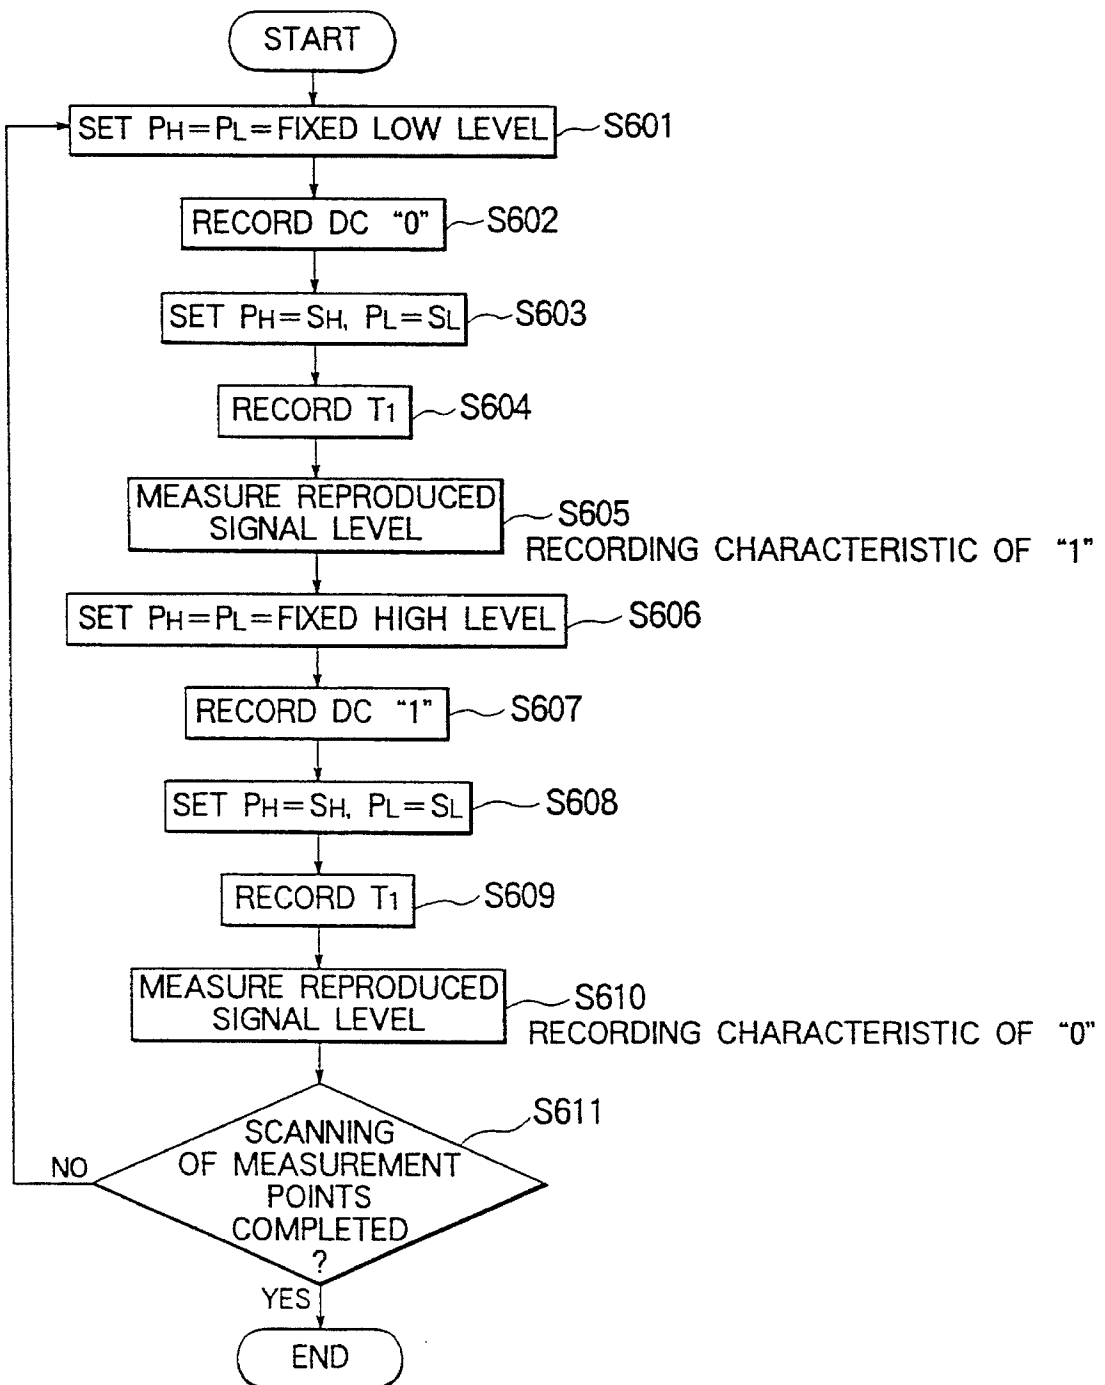 START
SET PH=PL=FIXED LOW LEVEL
S601
RECORD DC “0”
S602
SET PH=SH, PL=SL
S603
RECORD T1
S604
MEASURE REPRODUCED
SIGNAL LEVEL
S605
RECORDING CHARACTERISTIC OF “1”
SET PH=PL=FIXED HIGH LEVEL
S606
RECORD DC “1”
S607
SET PH=SH, PL=SL
S608
RECORD T1
S609
MEASURE REPRODUCED
SIGNAL LEVEL
S610
RECORDING CHARACTERISTIC OF “0”
S611
SCANNING
OF MEASUREMENT
POINTS
COMPLETED
?
NO
YES
END